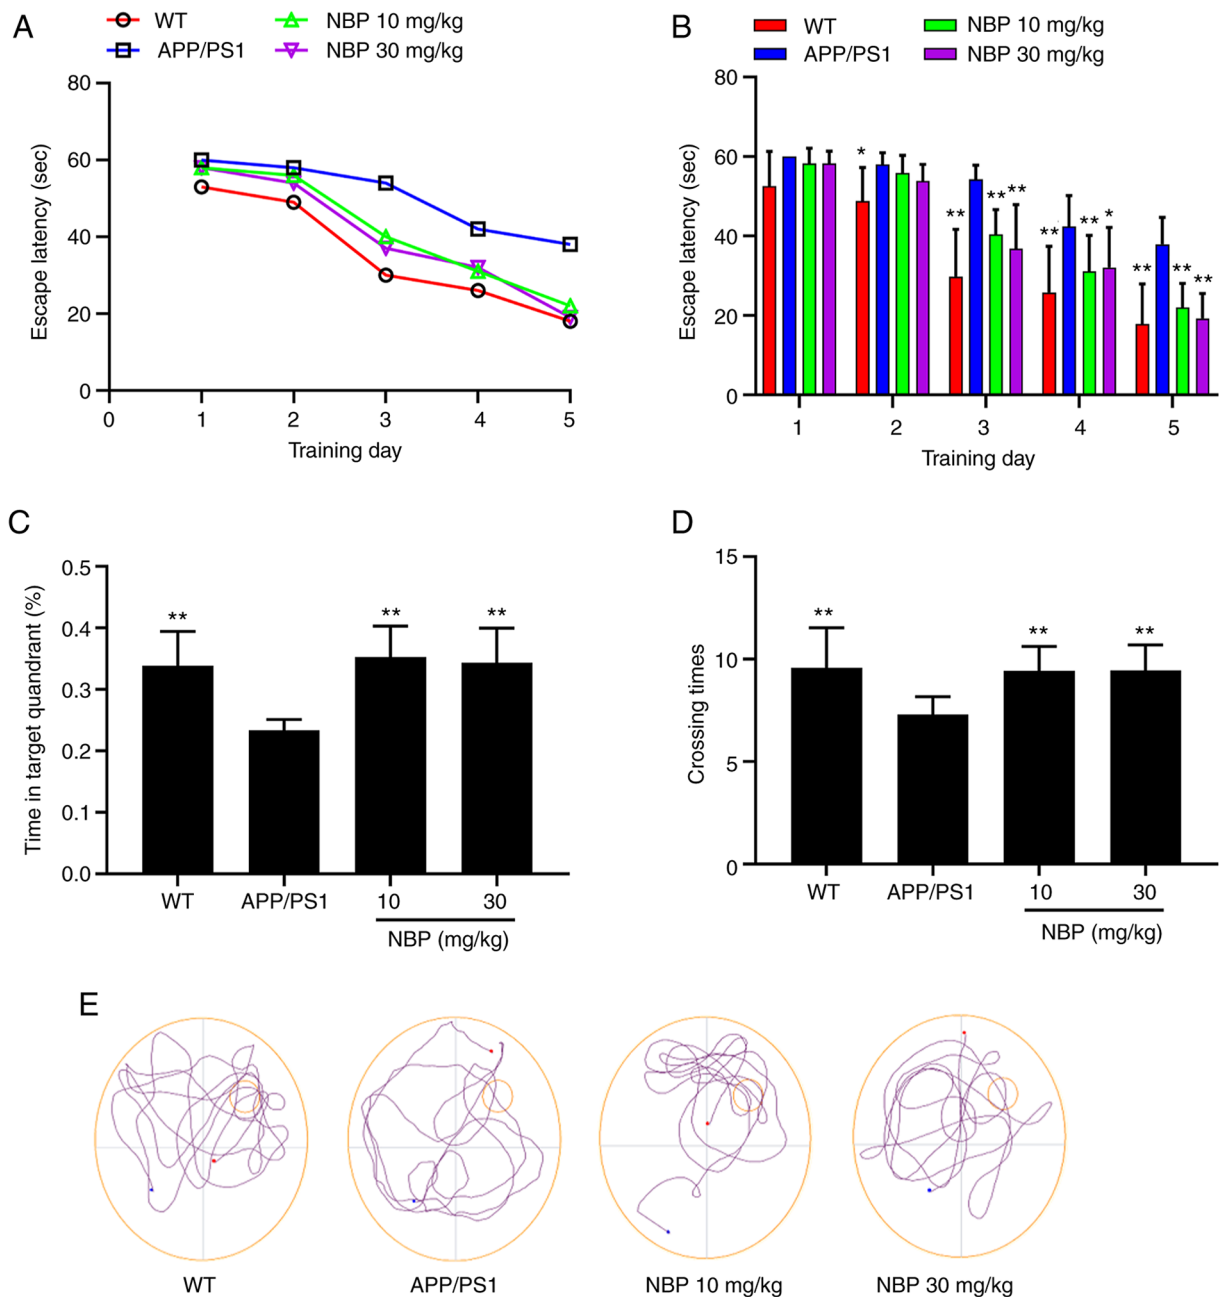 A
WT
NBP 10 mg/kg
APP/PS1
NBP 30 mg/kg
80
60
40
20
0
Escape latency (sec)
0 1 2 3 4 5
Training day
B
WT
NBP 10 mg/kg
APP/PS1
NBP 30 mg/kg
80
60
40
20
0
Escape latency (sec)
*
** ** **
** ** *
** ** **
1 2 3 4 5
Training day
C
0.5
0.4
0.3
0.2
0.1
0.0
Time in target quandrant (%)
** ** **
WT APP/PS1 10 30
NBP (mg/kg)
D
15
10
5
0
Crossing times
** ** **
WT APP/PS1 10 30
NBP (mg/kg)
E
WT APP/PS1 NBP 10 mg/kg NBP 30 mg/kg